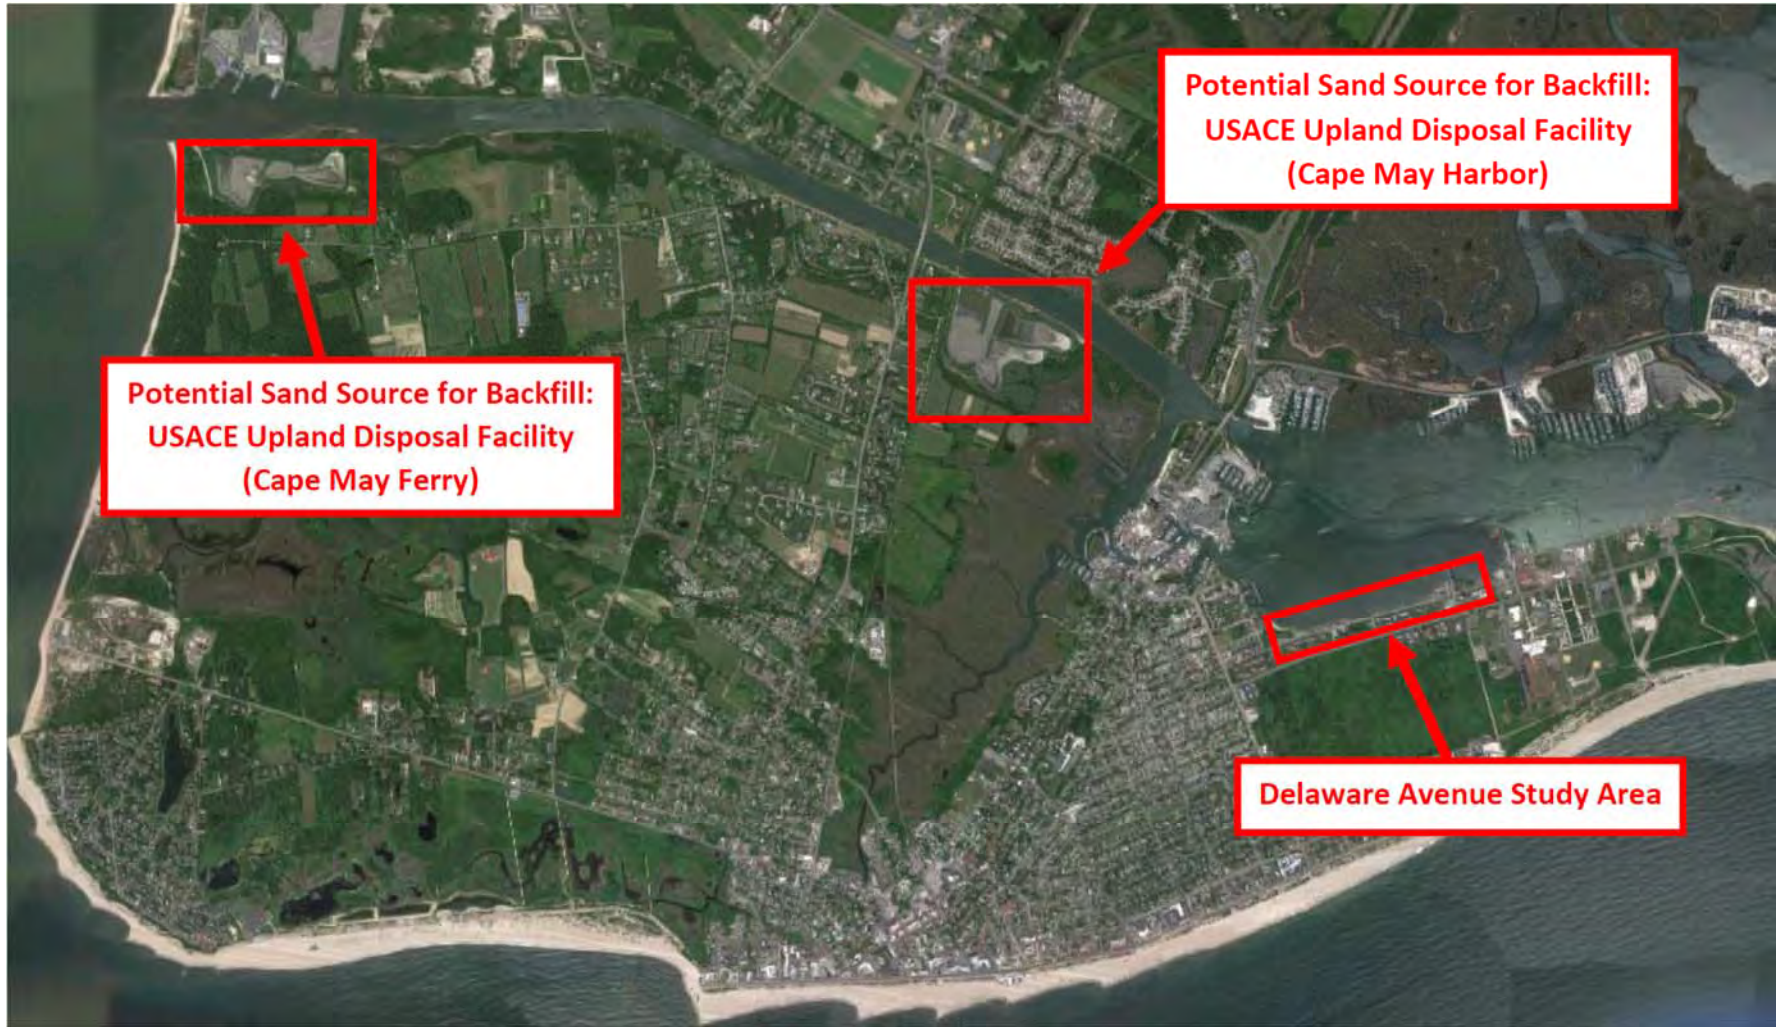 Potential Sand Source for Backfill:
USACE Upland Disposal Facility
(Cape May Harbor)
Potential Sand Source for Backfill:
USACE Upland Disposal Facility
(Cape May Ferry)
Delaware Avenue Study Area